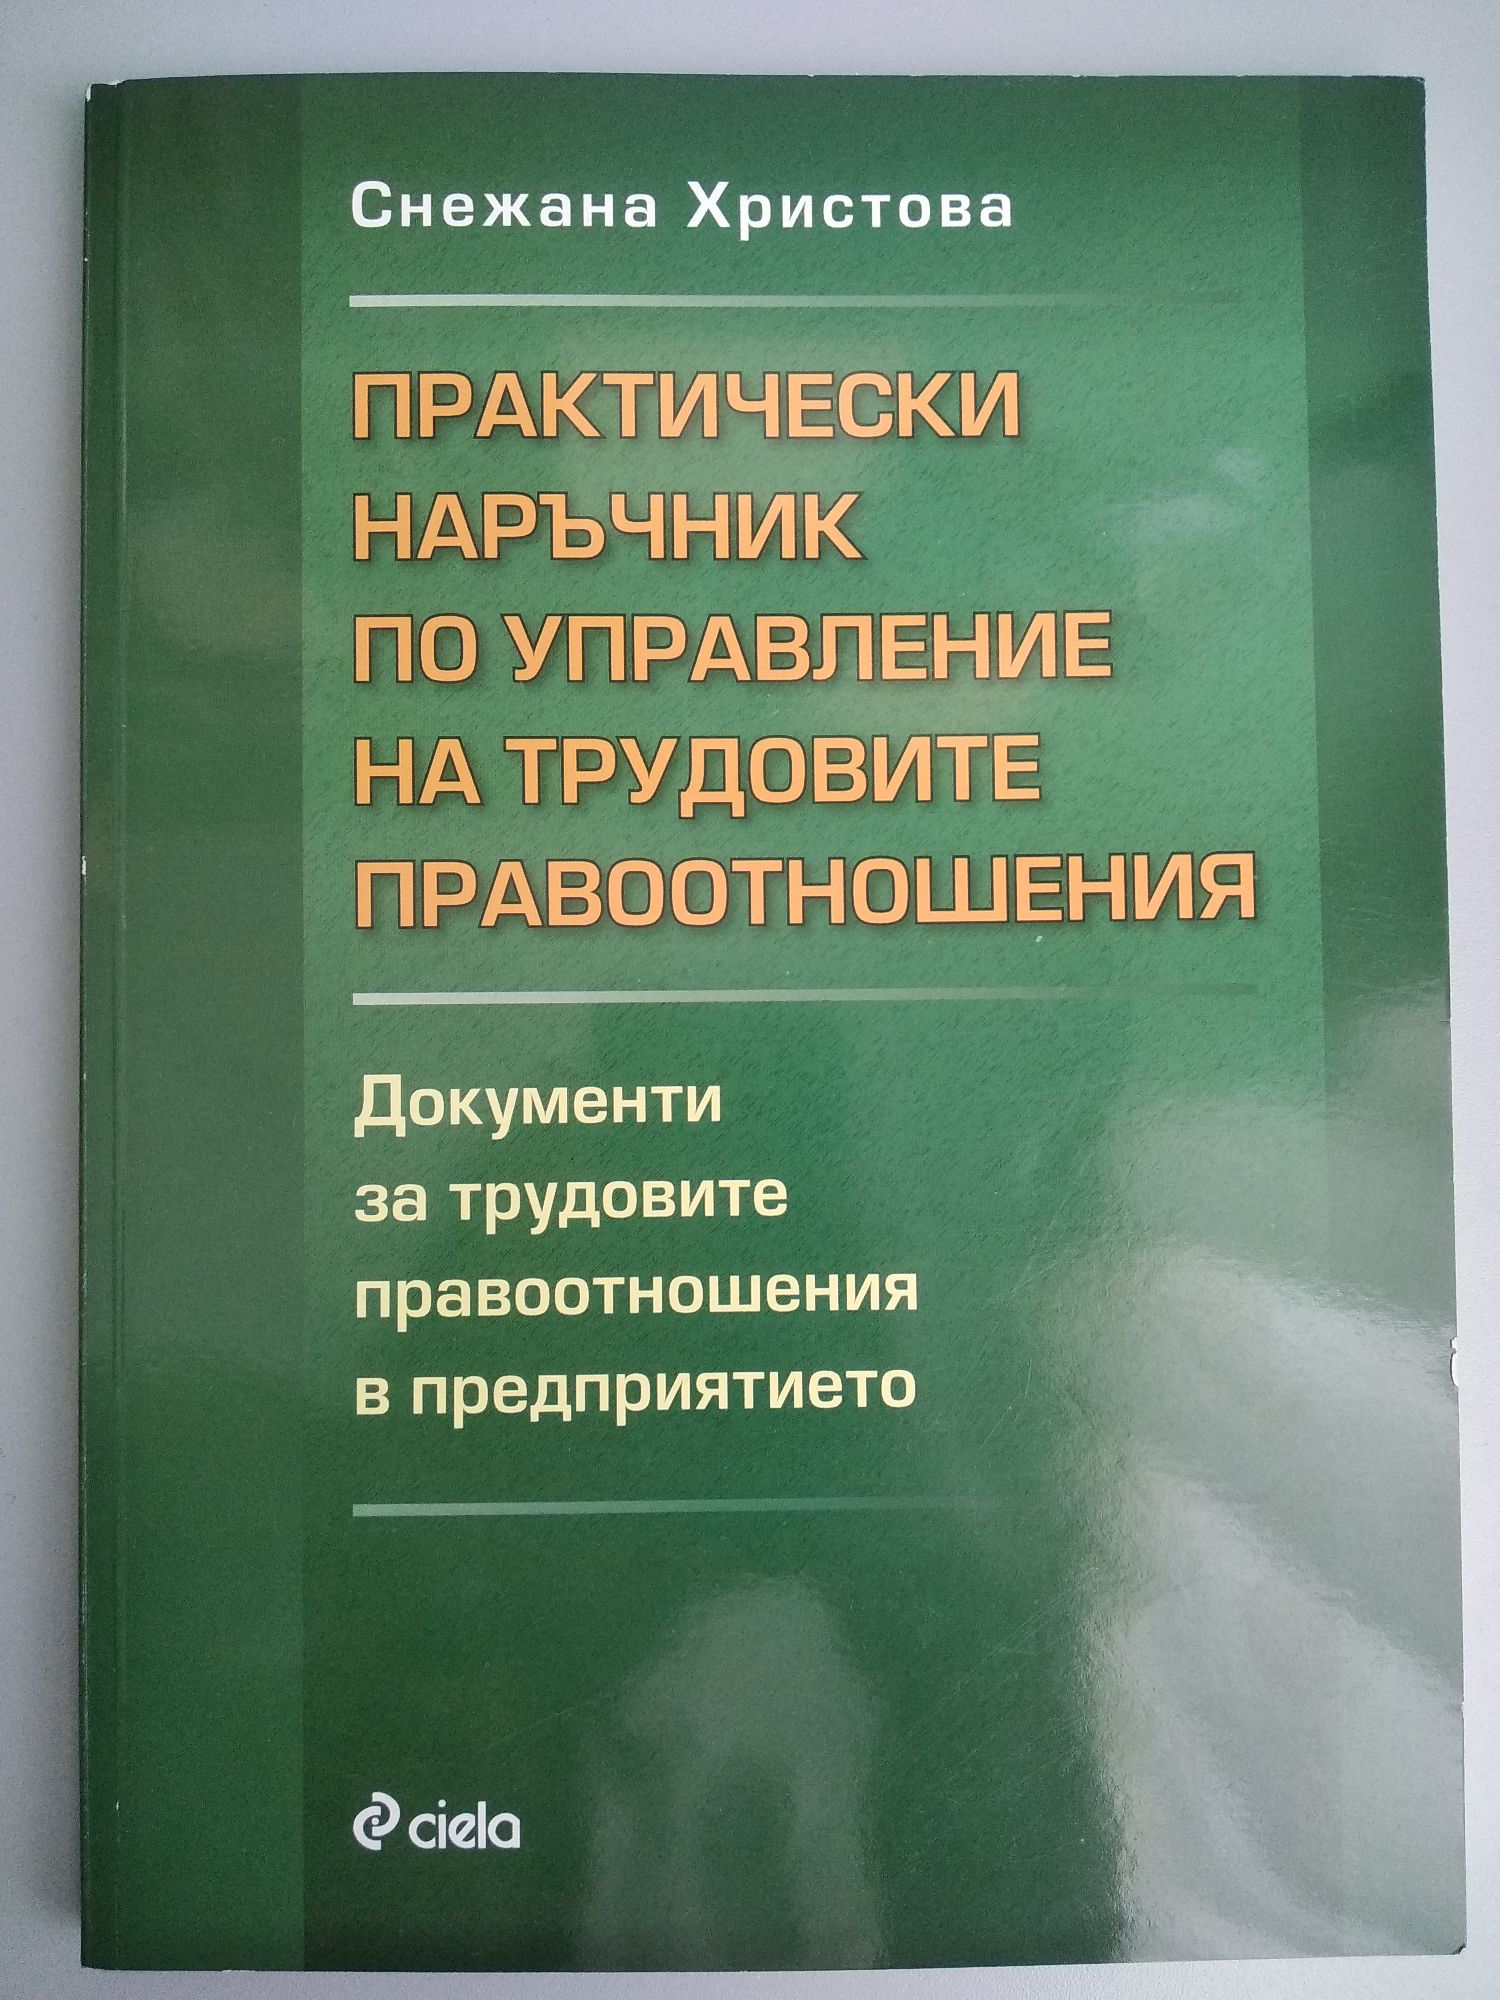 Снежана Христова
ПРАКТИЧЕСКИ
НАРЪЧНИК
ПО УПРАВЛЕНИЕ
НА ТРУДОВИТЕ
ПРАВООТНОШЕНИЯ
Документи
за трудовите
правоотношения
в предприятието
ciela